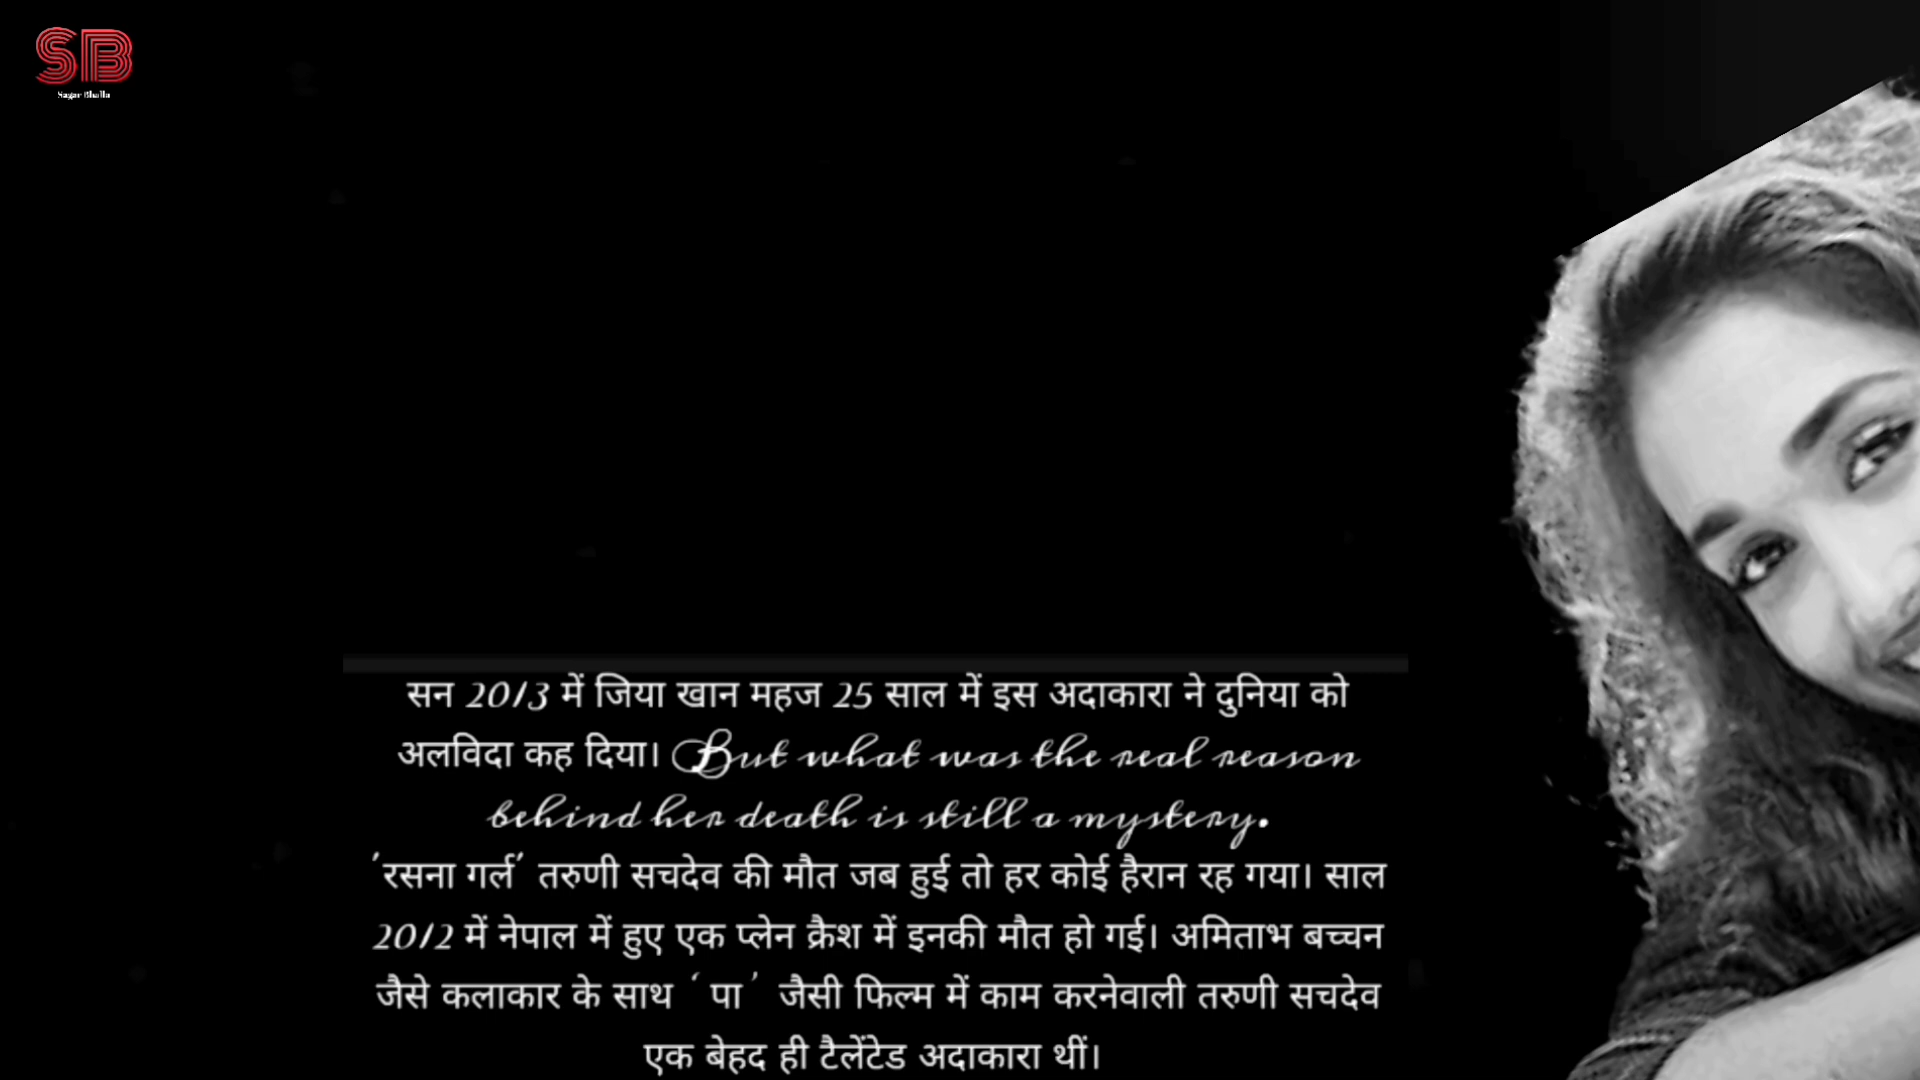 SB
Sagar Bhalla
सन 2013 में जिया खान महज 25 साल में इस अदाकारा ने दुनिया को
अलविदा कह दिया। But what was the real reason
behind her death is still a mystery.
'रसना गर्ल' तरुणी सचदेव की मौत जब हुई तो हर कोई हैरान रह गया। साल
2012 में नेपाल में हुए एक प्लेन क्रैश में इनकी मौत हो गई। अमिताभ बच्चन
जैसे कलाकार के साथ ‘ पा ’ जैसी फिल्म में काम करनेवाली तरुणी सचदेव
एक बेहद ही टैलेंटेड अदाकारा थीं।